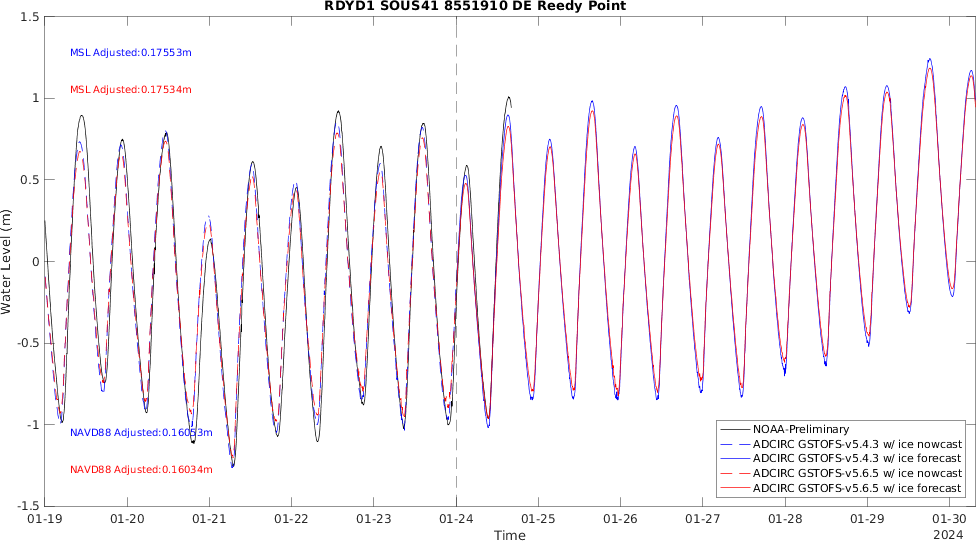 RDYD1 SOUS41 8551910 DE Reedy Point
1.5
1
0.5
0
-0.5
-1
-1.5
Water Level (m)
MSL Adjusted:0.17553m
MSL Adjusted:0.17534m
NAVD88 Adjusted:0.16053m
NAVD88 Adjusted:0.16034m
NOAA-Preliminary
ADCIRC GSTOFS-v5.4.3 w/ ice nowcast
ADCIRC GSTOFS-v5.4.3 w/ ice forecast
ADCIRC GSTOFS-v5.6.5 w/ ice nowcast
ADCIRC GSTOFS-v5.6.5 w/ ice forecast
01-19 01-20 01-21 01-22 01-23 01-24 01-25 01-26 01-27 01-28 01-29 01-30
Time
2024